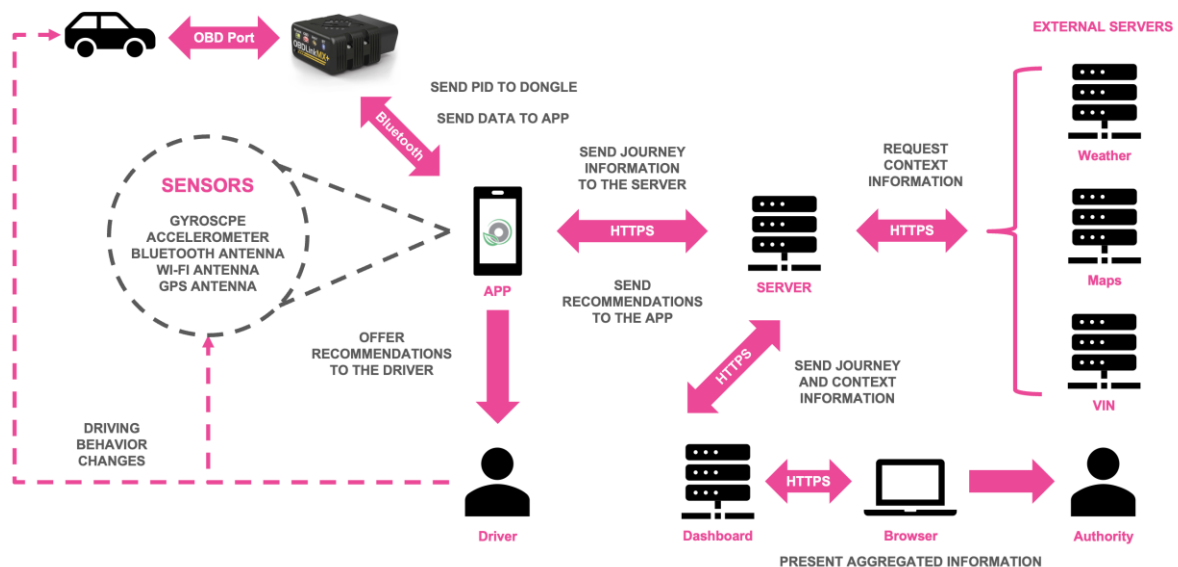 OBD Port
OBDLinkMX+
EXTERNAL SERVERS
SEND PID TO DONGLE
SEND DATA TO APP
Bluetooth
SENSORS
GYROSCPE
ACCELEROMETER
BLUETOOTH ANTENNA
WI-FI ANTENNA
GPS ANTENNA
SEND JOURNEY
INFORMATION
TO THE SERVER
HTTPS
SEND
RECOMMENDATIONS
TO THE APP
APP
SERVER
REQUEST
CONTEXT
INFORMATION
HTTPS
Weather
Maps
VIN
OFFER
RECOMMENDATIONS
TO THE DRIVER
HTTPS
SEND JOURNEY
AND CONTEXT
INFORMATION
DRIVING
BEHAVIOR
CHANGES
Driver
Dashboard
HTTPS
Browser
Authority
PRESENT AGGREGATED INFORMATION